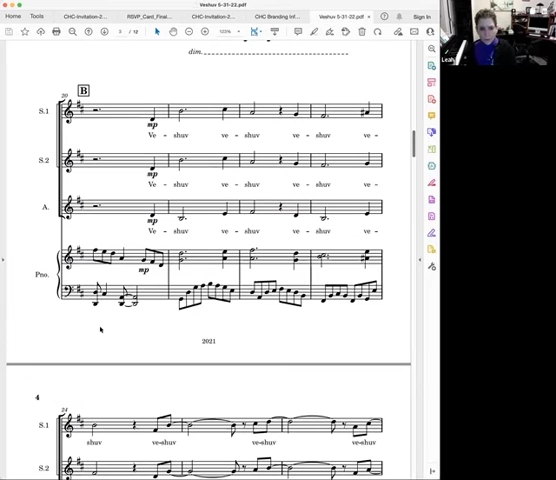 Veshuv 5-31-22.pdf
CHC-Invitation-2...
RSVP_Card_Final...
CHC-Invitation-2...
CHC Branding Inf...
Veshuv 5-31-22.pdf ×
Sign In
Home
Tools
3 / 12
Leah
dim.
20
B
S.1
mp
Ve - shuv ve - shuv ve - shuv ve -
S.2
mp
Ve - shuv ve - shuv ve - shuv ve -
A.
mp
Ve - shuv ve - shuv ve - shuv ve -
Pno.
mp
2021
4
24
S.1
shuv ve-shuv ve-shuv ve-shuv
S.2